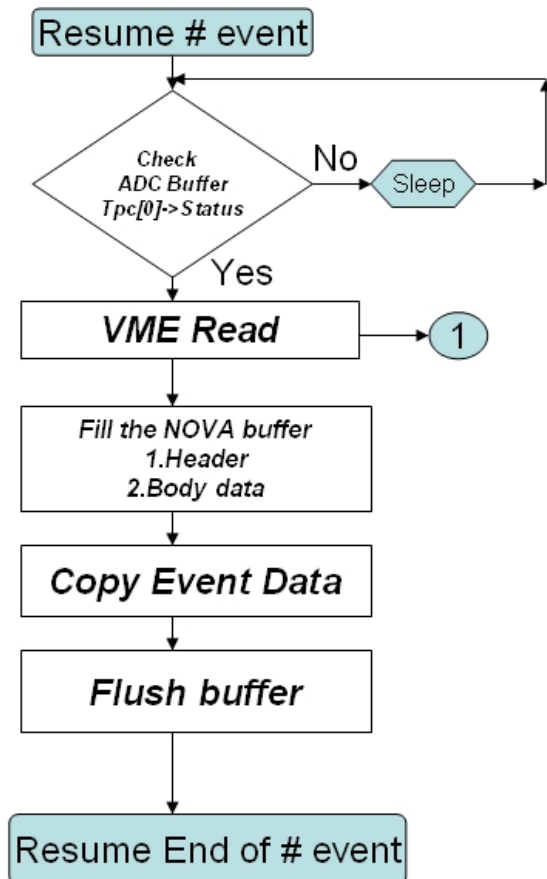 Resume # event
Check
ADC Buffer
Tpc[0]->Status
No
Sleep
Yes
VME Read
1
Fill the NOVA buffer
1.Header
2.Body data
Copy Event Data
Flush buffer
Resume End of # event